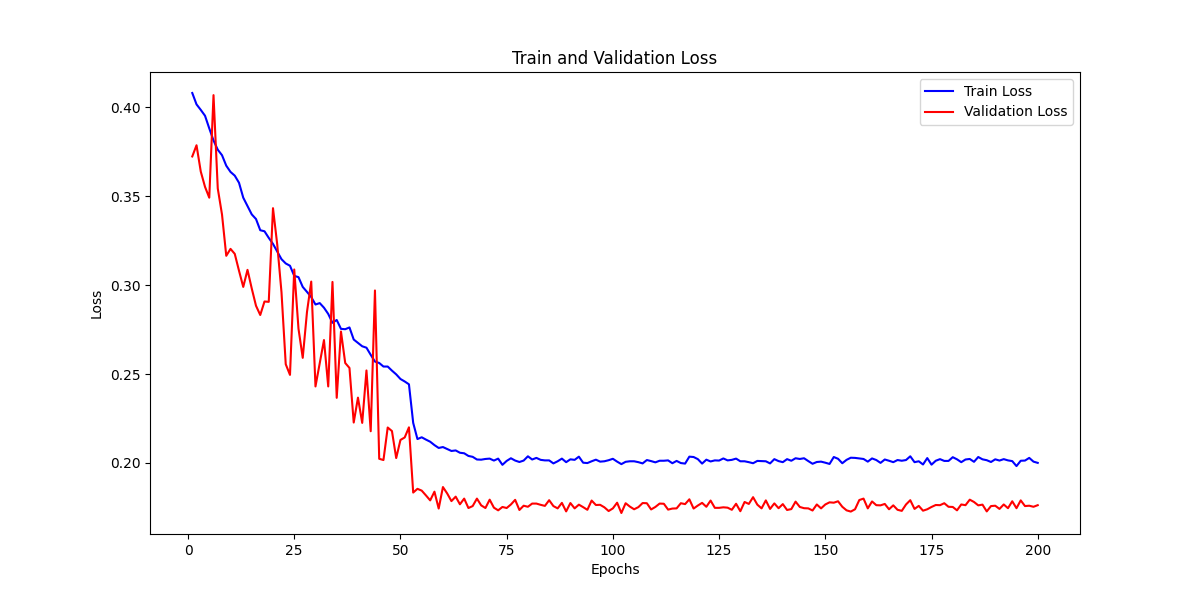 Train and Validation Loss
Train Loss
Validation Loss
0.40
0.35
0.30
0.25
0.20
Loss
0 25 50 75 100 125 150 175 200
Epochs